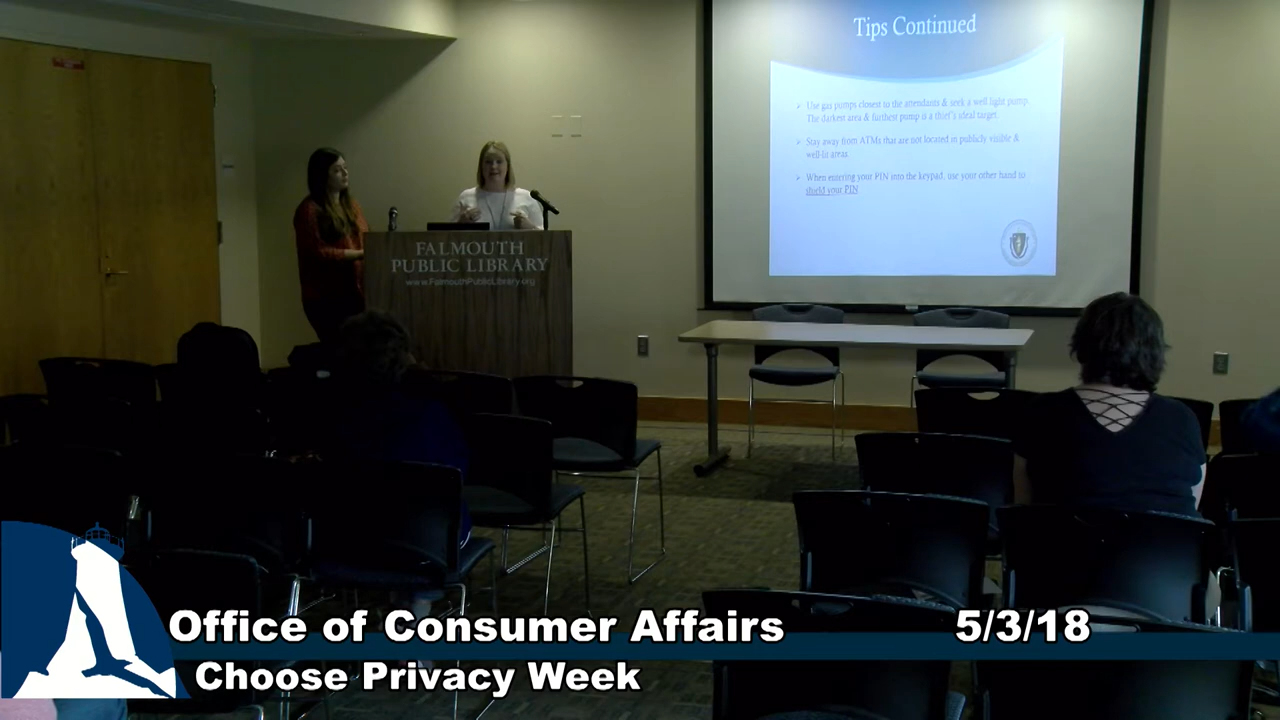 Tips Continued
Use gas pumps closest to the attendants & seek a well light pump.
The darkest area & furthest pump is a thief's ideal target.
Stay away from ATMs that are not located in publicly visible &
well-lit areas.
When entering your PIN into the keypad, use your other hand to
shield your PIN
FALMOUTH
PUBLIC LIBRARY
www.FalmouthPublicLibrary.org
Office of Consumer Affairs 5/3/18
Choose Privacy Week